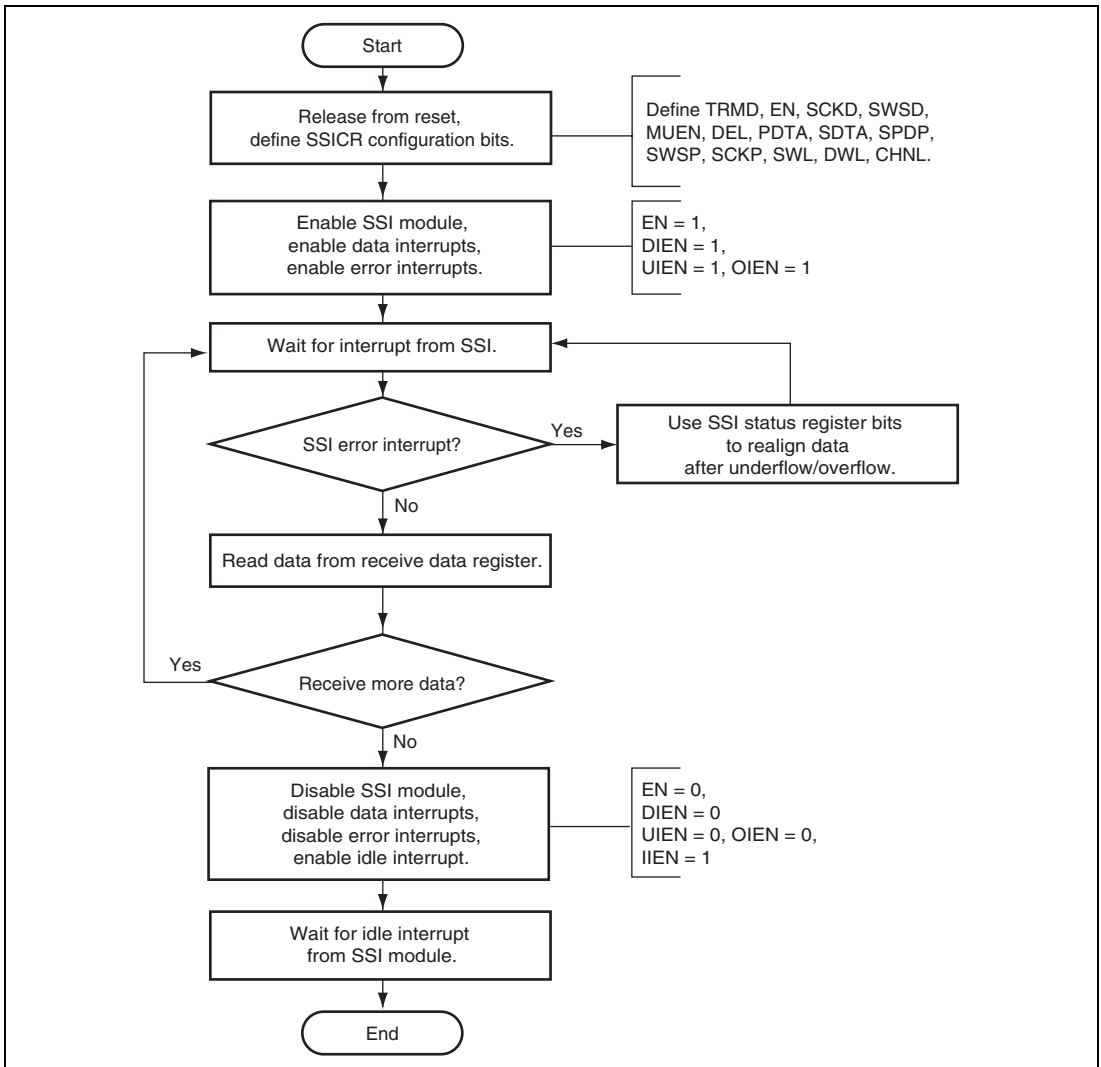 Start
Release from reset,
define SSICR configuration bits.
Define TRMD, EN, SCKD, SWSD,
MUEN, DEL, PDTA, SDTA, SPDP,
SWSP, SCKP, SWL, DWL, CHNL.
Enable SSI module,
enable data interrupts,
enable error interrupts.
EN = 1,
DIEN = 1,
UIEN = 1, OIEN = 1
Wait for interrupt from SSI.
SSI error interrupt?
Yes
Use SSI status register bits
to realign data
after underflow/overflow.
No
Read data from receive data register.
Yes
Receive more data?
No
Disable SSI module,
disable data interrupts,
disable error interrupts,
enable idle interrupt.
EN = 0,
DIEN = 0
UIEN = 0, OIEN = 0,
IIEN = 1
Wait for idle interrupt
from SSI module.
End